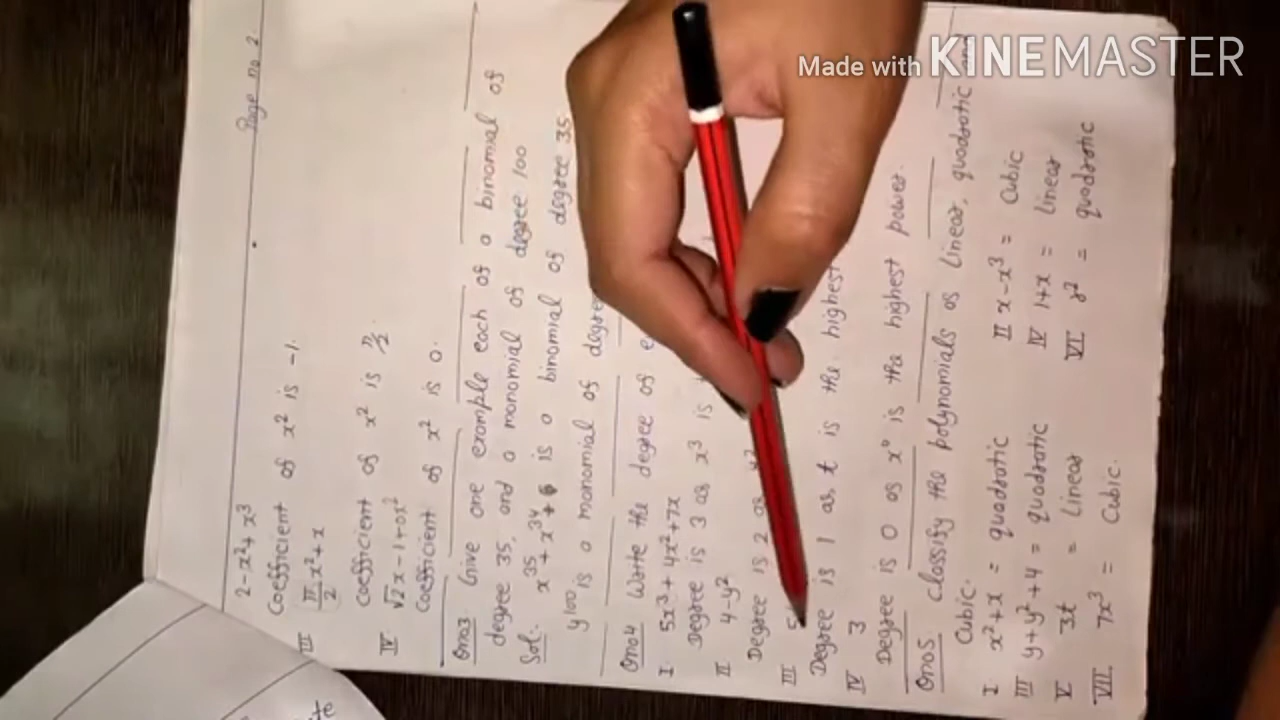 Made with KINEMASTER
Page no 2.
2-x²+x³
Coefficient of x² is -1.
III π/2 x²+x
Coefficient of x² is π/2
IV √2x-1+0x²
Coefficient of x² is 0.
Qno3 Give one example each of a binomial of
degree 35, and a monomial of degree 100
Sol. x³⁵+x³⁴ is a binomial of degree 35
y¹⁰⁰ is a monomial of degree
Qno4 Write the degree of
I 5x³+4x²+7x
Degree is 3 as x³ is
II 4-y²
Degree is 2 as y²
III
Degree is 1 as t is the highest
IV 3
Degree is 0 as x⁰ is the highest power.
Qno5 Classify the polynomials as linear, quadratic and
Cubic.
I x²+x = quadratic II x-x³ = Cubic
III y+y²+4 = quadratic IV 1+x = linear
V 3t = linear VI r² = quadratic
VII. 7x³ = Cubic.